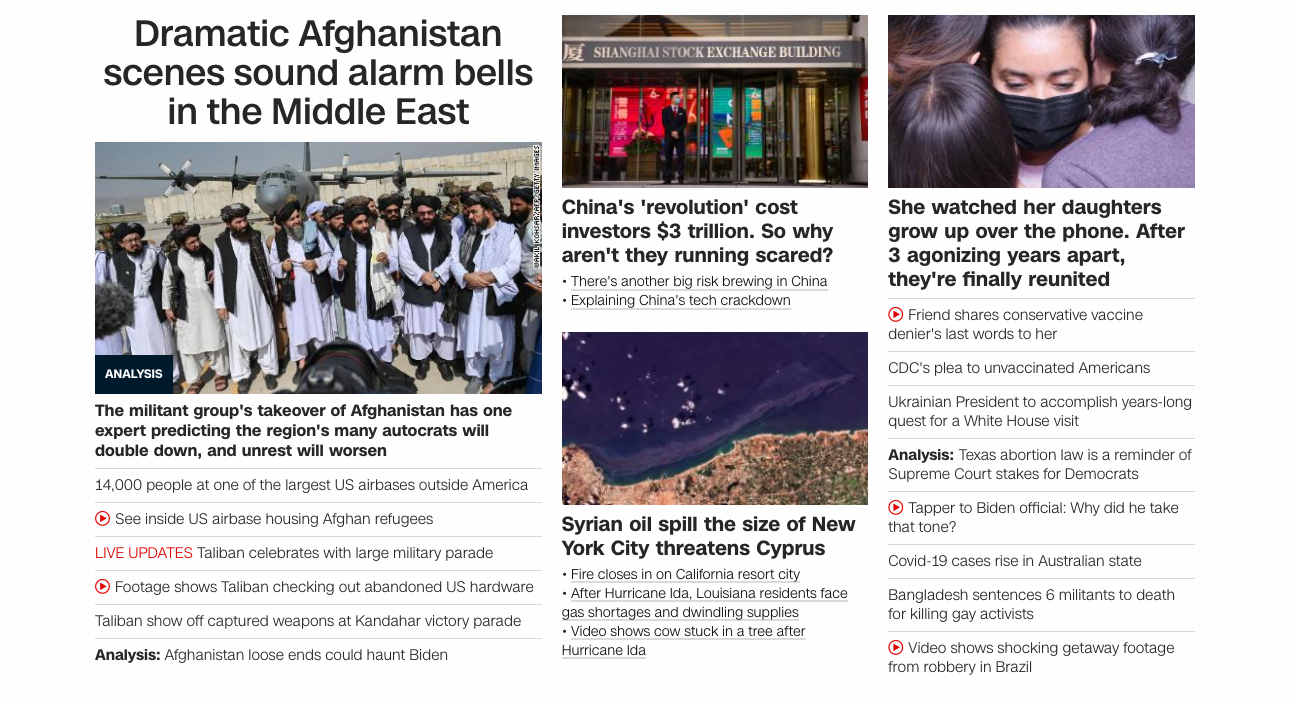 Dramatic Afghanistan
scenes sound alarm bells
in the Middle East
WAKIL KOHSAR/AFP/GETTY IMAGES
ANALYSIS
The militant group's takeover of Afghanistan has one
expert predicting the region's many autocrats will
double down, and unrest will worsen
14,000 people at one of the largest US airbases outside America
See inside US airbase housing Afghan refugees
LIVE UPDATES Taliban celebrates with large military parade
Footage shows Taliban checking out abandoned US hardware
Taliban show off captured weapons at Kandahar victory parade
Analysis: Afghanistan loose ends could haunt Biden
SHANGHAI STOCK EXCHANGE BUILDING
China's 'revolution' cost
investors $3 trillion. So why
aren't they running scared?
• There's another big risk brewing in China
• Explaining China's tech crackdown
Syrian oil spill the size of New
York City threatens Cyprus
• Fire closes in on California resort city
• After Hurricane Ida, Louisiana residents face
gas shortages and dwindling supplies
• Video shows cow stuck in a tree after
Hurricane Ida
She watched her daughters
grow up over the phone. After
3 agonizing years apart,
they're finally reunited
Friend shares conservative vaccine
denier's last words to her
CDC's plea to unvaccinated Americans
Ukrainian President to accomplish years-long
quest for a White House visit
Analysis: Texas abortion law is a reminder of
Supreme Court stakes for Democrats
Tapper to Biden official: Why did he take
that tone?
Covid-19 cases rise in Australian state
Bangladesh sentences 6 militants to death
for killing gay activists
Video shows shocking getaway footage
from robbery in Brazil